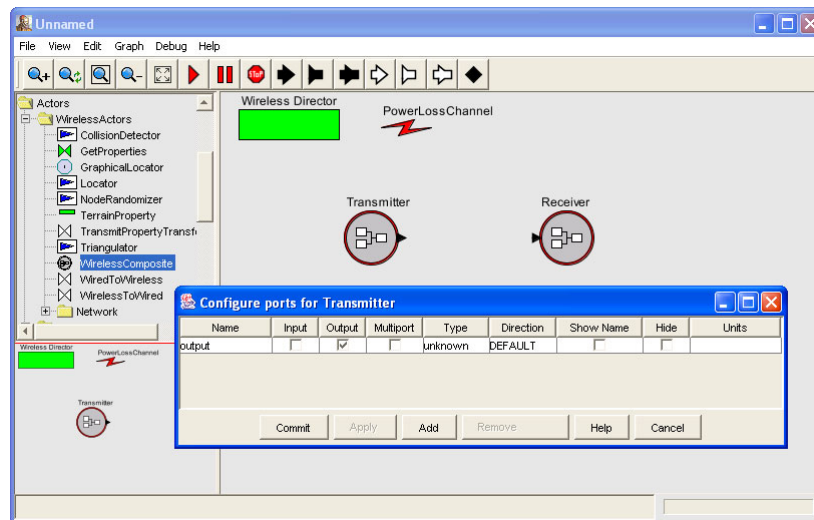 Unnamed
File View Edit Graph Debug Help
STOP
Actors
WirelessActors
CollisionDetector
GetProperties
GraphicalLocator
Locator
NodeRandomizer
TerrainProperty
TransmitPropertyTransf
Triangulator
WirelessComposite
WiredToWireless
WirelessToWired
Network
Wireless Director
PowerLossChannel
Transmitter
Receiver
Wireless Director
PowerLossChannel
Transmitter
Configure ports for Transmitter
Name Input Output Multiport Type Direction Show Name Hide Units
output unknown DEFAULT
Commit Apply Add Remove Help Cancel